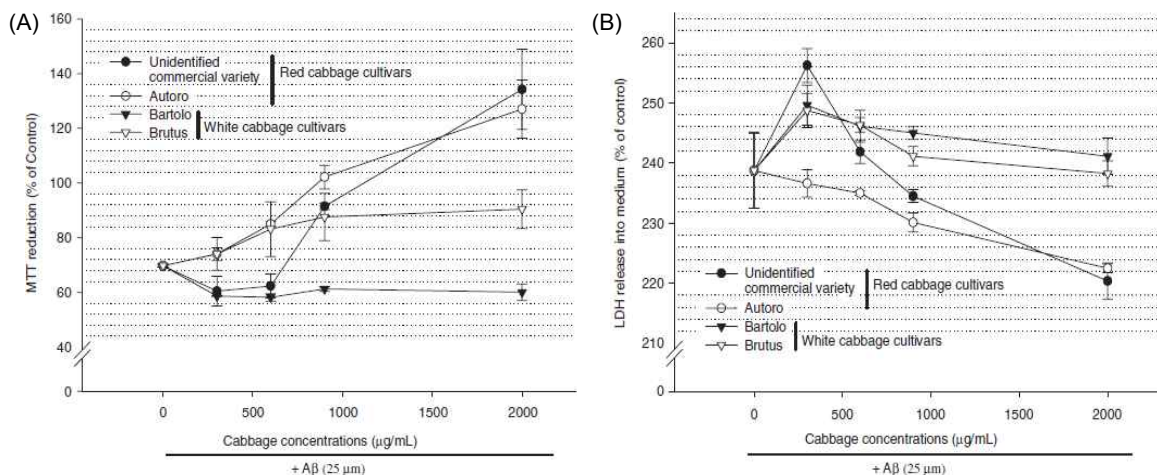 (A)
160
140
120
100
80
60
40
0
MTT reduction (% of Control)
Unidentified
commercial variety
Autoro
Red cabbage cultivars
Bartolo
Brutus
White cabbage cultivars
0 500 1000 1500 2000
Cabbage concentrations (μg/mL)
+ Aβ (25 μm)
(B)
260
250
240
230
220
210
0
LDH release into medium (% of control)
Unidentified
commercial variety
Autoro
Red cabbage cultivars
Bartolo
Brutus
White cabbage cultivars
0 500 1000 1500 2000
Cabbage concentrations (μg/mL)
+ Aβ (25 μm)